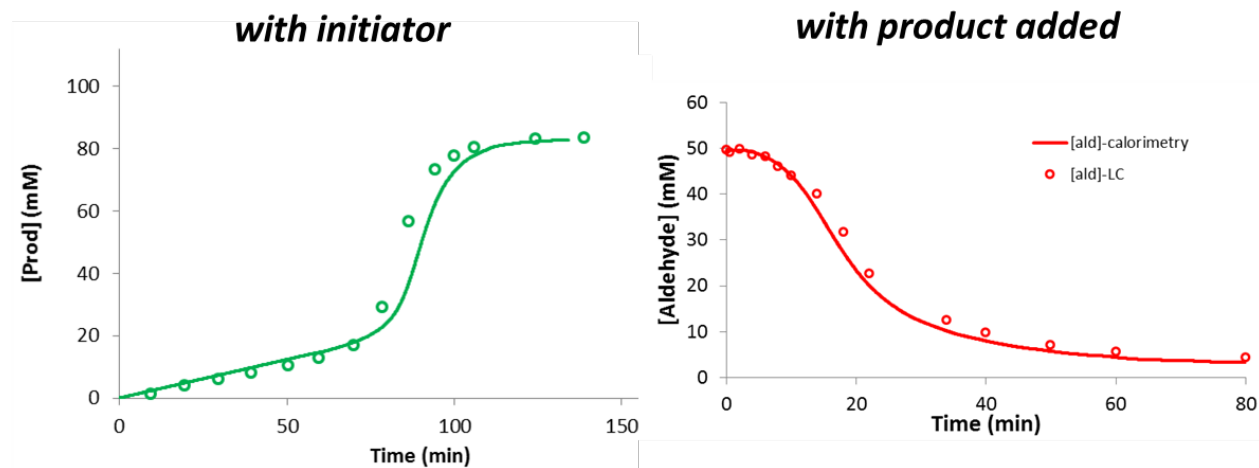 with initiator
100
80
60
40
20
0
[Prod] (mM)
0 50 100 150
Time (min)
with product added
60
50
40
30
20
10
0
[Aldehyde] (mM)
[ald]-calorimetry
[ald]-LC
0 20 40 60 80
Time (min)